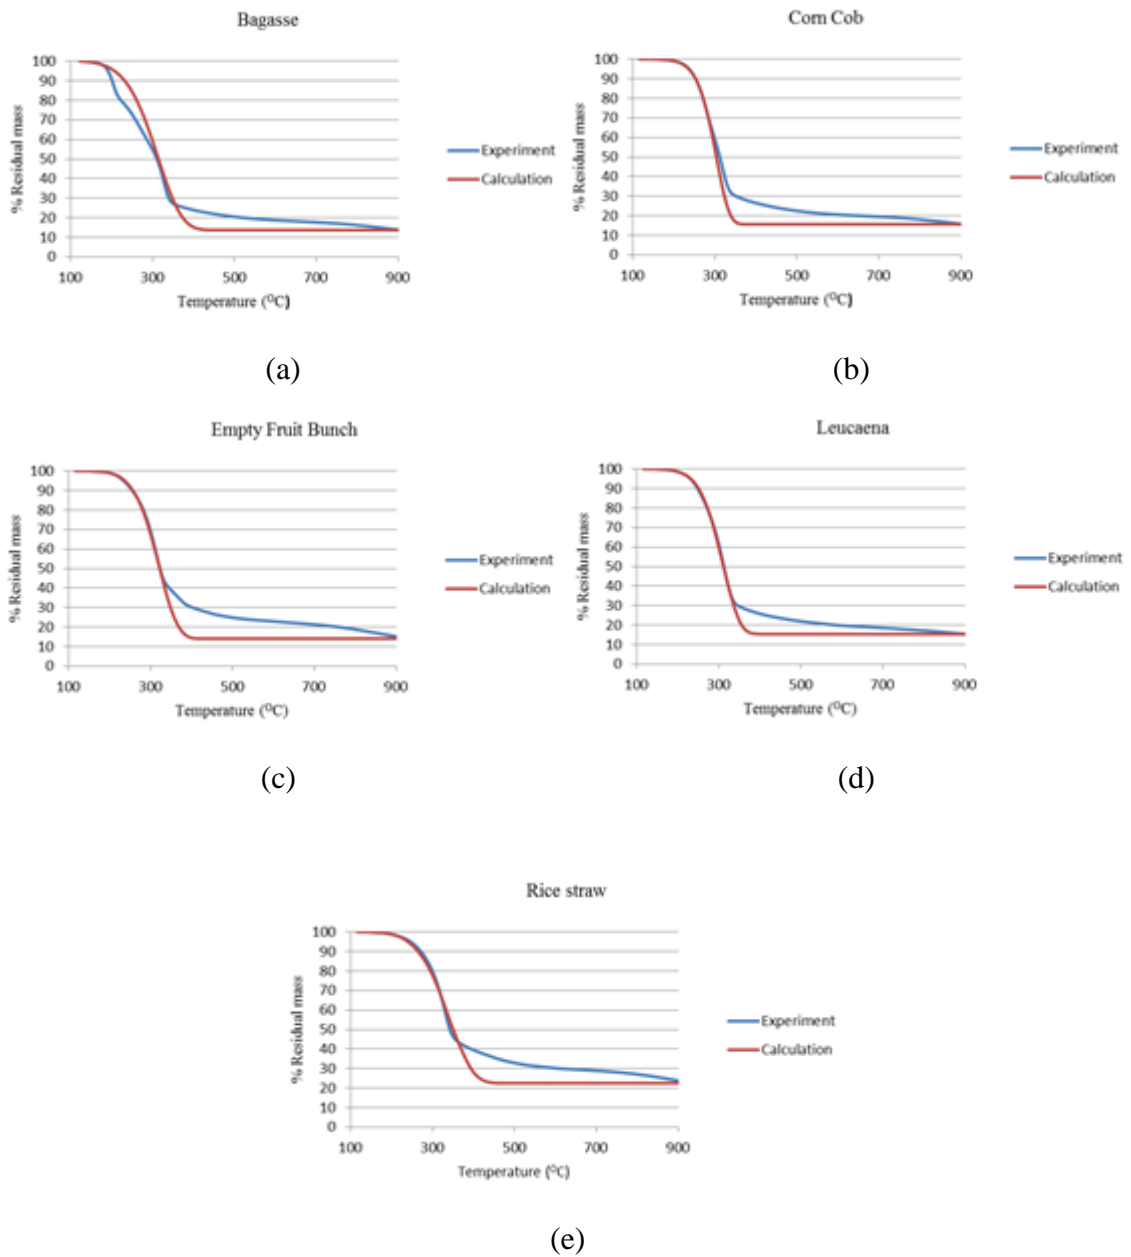 Bagasse
% Residual mass
100
90
80
70
60
50
40
30
20
10
0
100 300 500 700 900
Temperature (⁰C)
Experiment
Calculation
(a)
Corn Cob
% Residual mass
100
90
80
70
60
50
40
30
20
10
0
100 300 500 700 900
Temperature (⁰C)
Experiment
Calculation
(b)
Empty Fruit Bunch
% Residual mass
100
90
80
70
60
50
40
30
20
10
0
100 300 500 700 900
Temperature (⁰C)
Experiment
Calculation
(c)
Leucaena
% Residual mass
100
90
80
70
60
50
40
30
20
10
0
100 300 500 700 900
Temperature (⁰C)
Experiment
Calculation
(d)
Rice straw
% Residual mass
100
90
80
70
60
50
40
30
20
10
0
100 300 500 700 900
Temperature (⁰C)
Experiment
Calculation
(e)